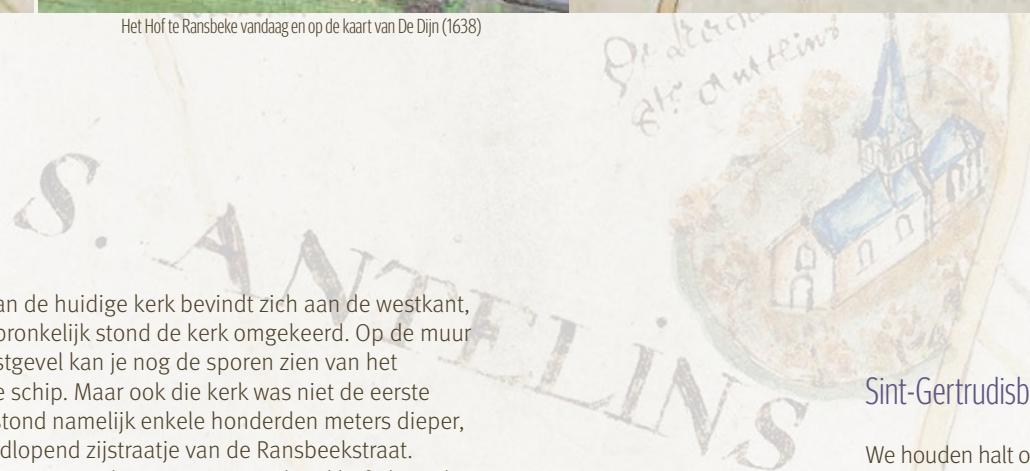 Het Hof te Ransbeke vandaag en op de kaart van De Dijn (1638)
S. ANTELINS
an de huidige kerk bevindt zich aan de westkant,
pronkelijk stond de kerk omgekeerd. Op de muur
stgevel kan je nog de sporen zien van het
e schip. Maar ook die kerk was niet de eerste
stond namelijk enkele honderden meters dieper,
dlopend zijstraatje van de Ransbeekstraat.
Sint-Gertrudisb
We houden halt o